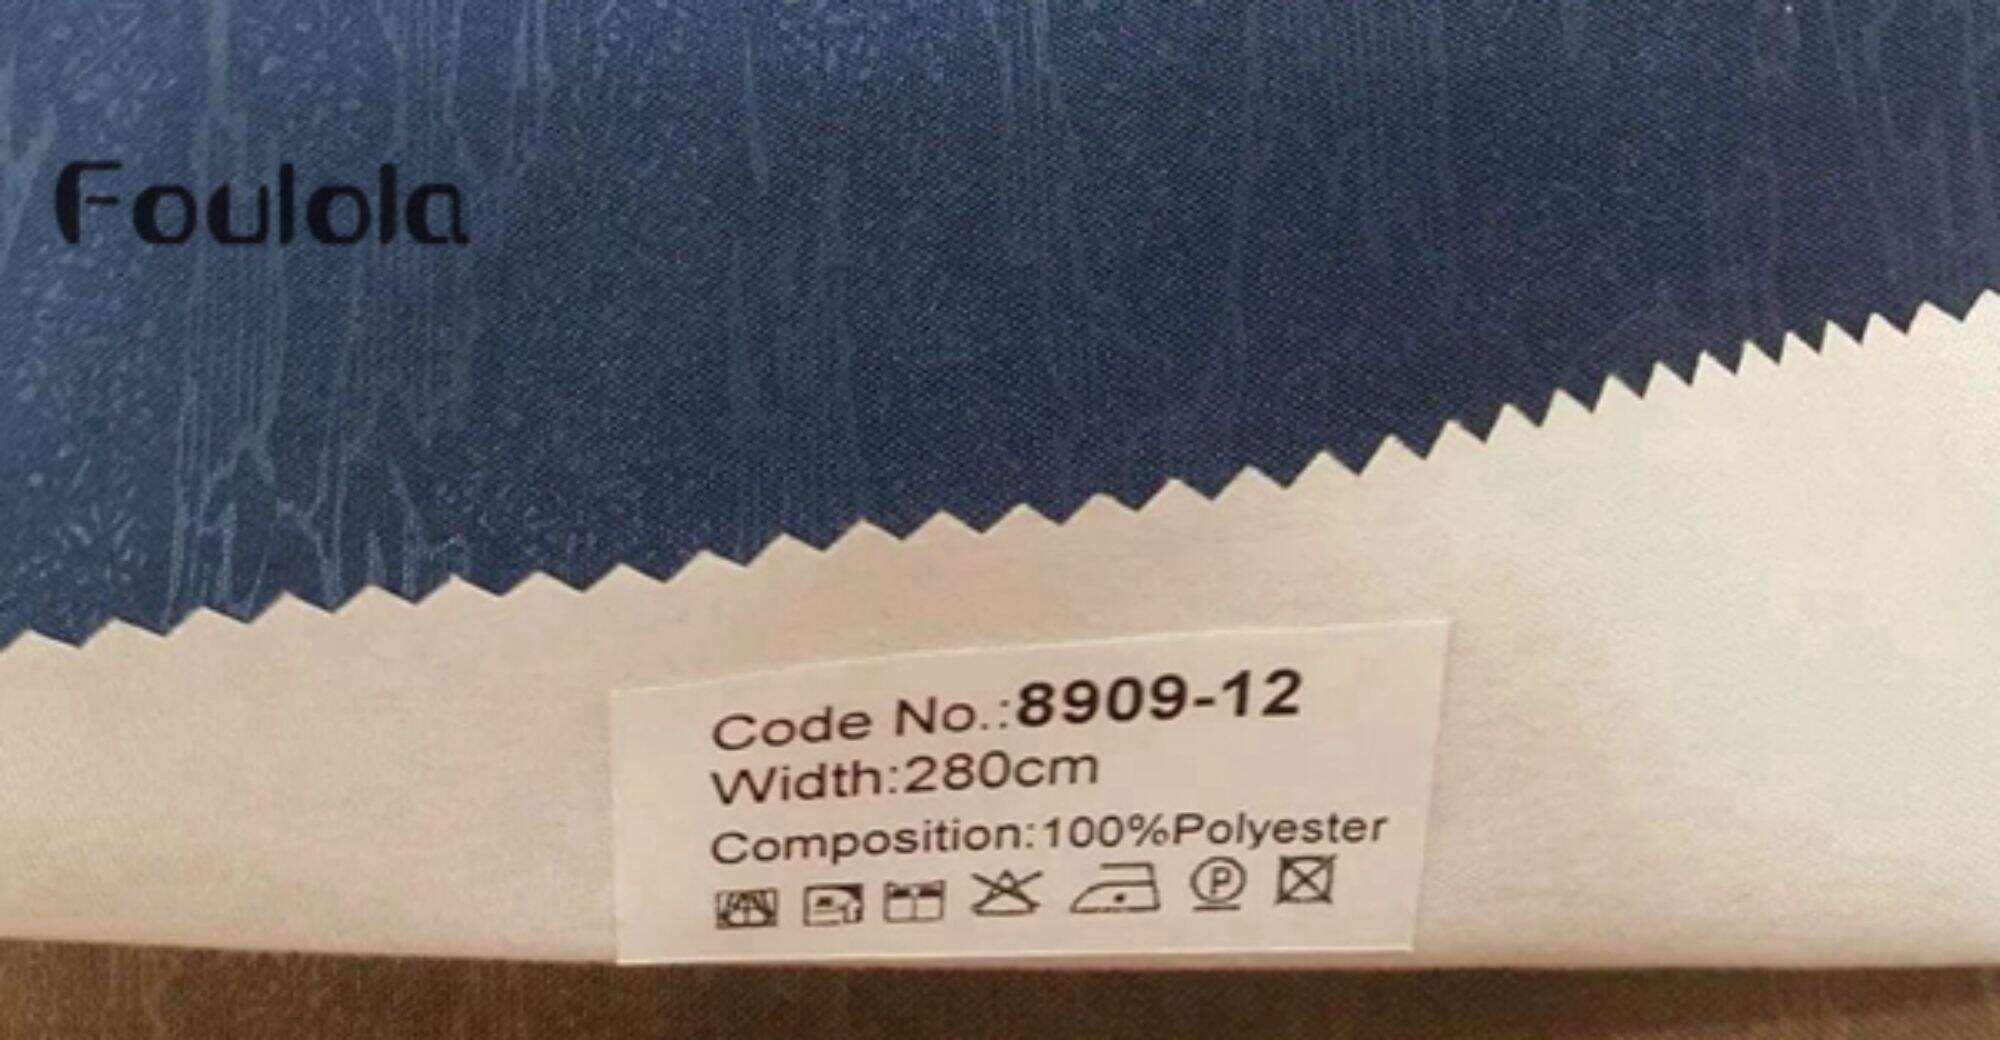 Foulola
Code No.:8909-12
Width:280cm
Composition:100%Polyester
P